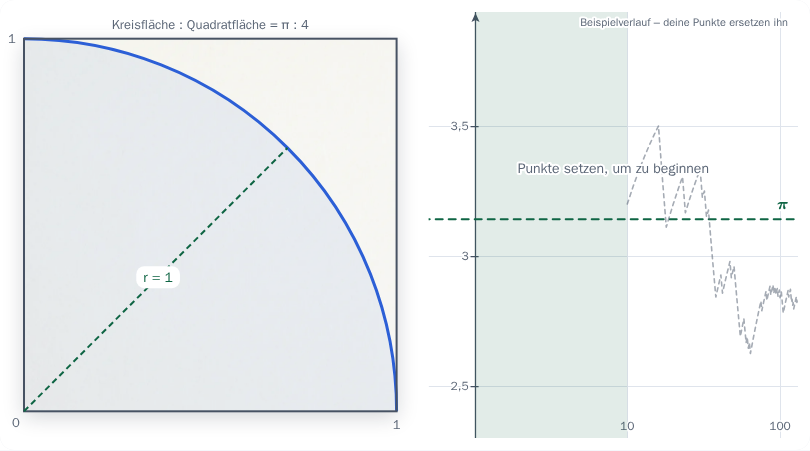 Kreisfläche : Quadratfläche = π : 4
1
r = 1
0
1
Beispielverlauf – deine Punkte ersetzen ihn
3,5
Punkte setzen, um zu beginnen
π
3
2,5
10
100